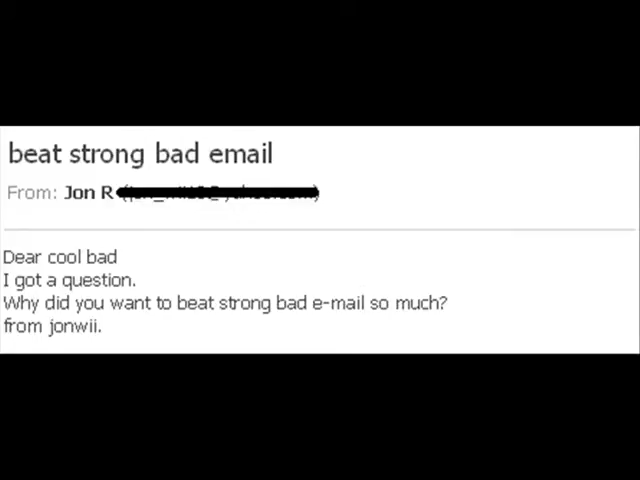 beat strong bad email
From: Jon R
Dear cool bad
I got a question.
Why did you want to beat strong bad e-mail so much?
from jonwii.